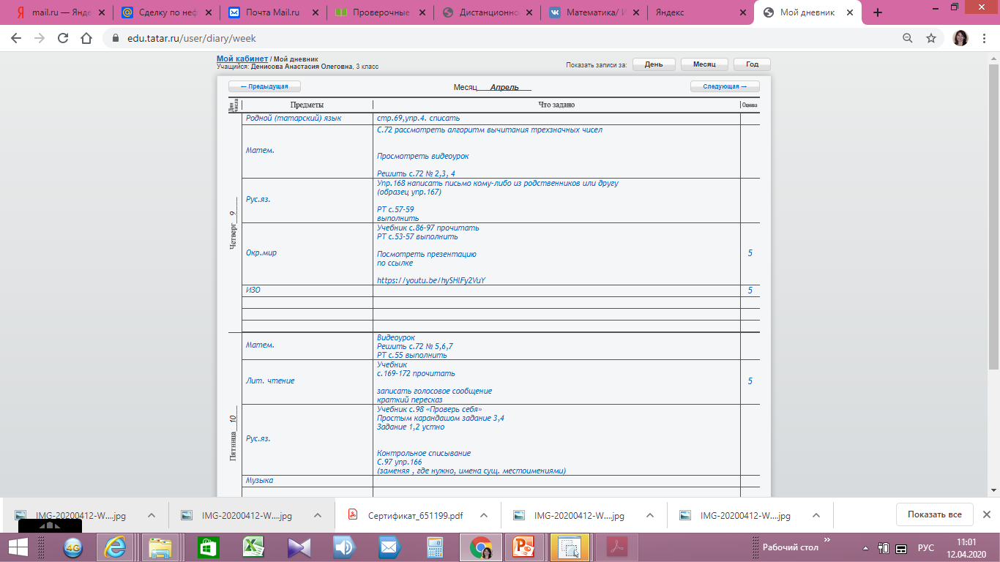 mail.ru — Янде
Сделку по неф
Почта Mail.ru
Проверочные
Дистанционно
Математика/ И
Яндекс
Мой дневник
edu.tatar.ru/user/diary/week
Мой кабинет / Мой дневник
Учащийся: Денисова Анастасия Олеговна, 3 класс
Показать записи за: День Месяц Год
← Предыдущая
Месяц Апрель
Следующая →
Дни числа Предметы Что задано Оценка
Четверг 9
Родной (татарский) язык стр.69,упр.4. списать
Матем.
С.72 рассмотреть алгоритм вычитания трехзначных чисел
Просмотреть видеоурок
Решить с.72 № 2,3, 4
Рус.яз.
Упр.168 написать письмо кому-либо из родственников или другу
(образец упр.167)
РТ с.57-59
выполнить
Окр.мир
Учебник с.86-97 прочитать
РТ с.53-57 выполнить
Посмотреть презентацию
по ссылке
https://youtu.be/hySHlFy2VuY
5
ИЗО 5
Пятница 10
Матем.
Видеоурок
Решить с.72 № 5,6,7
РТ с.55 выполнить
Лит. чтение
Учебник
с.169-172 прочитать
записать голосовое сообщение
краткий пересказ
5
Рус.яз.
Учебник с.98 «Проверь себя»
Простым карандашом задание 3,4
Задание 1,2 устно
Контрольное списывание
С.97 упр.166
(заменяя , где нужно, имена сущ. местоимениями)
Музыка
IMG-20200412-W....jpg
IMG-20200412-W....jpg
Сертификат_651199.pdf
IMG-20200412-W....jpg
IMG-20200412-W....jpg
Показать все
4G
Рабочий стол
РУС
11:01
12.04.2020